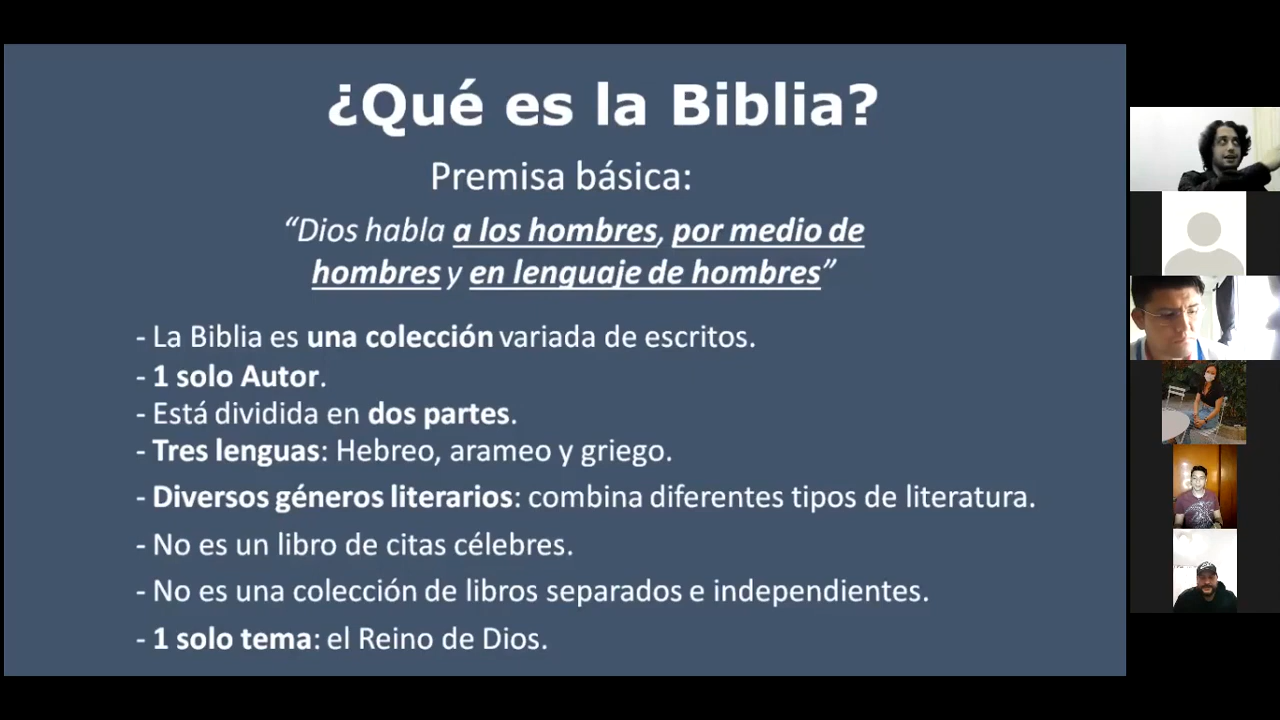 ¿Qué es la Biblia?
Premisa básica:
“Dios habla a los hombres, por medio de
hombres y en lenguaje de hombres”
- La Biblia es una colección variada de escritos.
- 1 solo Autor.
- Está dividida en dos partes.
- Tres lenguas: Hebreo, arameo y griego.
- Diversos géneros literarios: combina diferentes tipos de literatura.
- No es un libro de citas célebres.
- No es una colección de libros separados e independientes.
- 1 solo tema: el Reino de Dios.